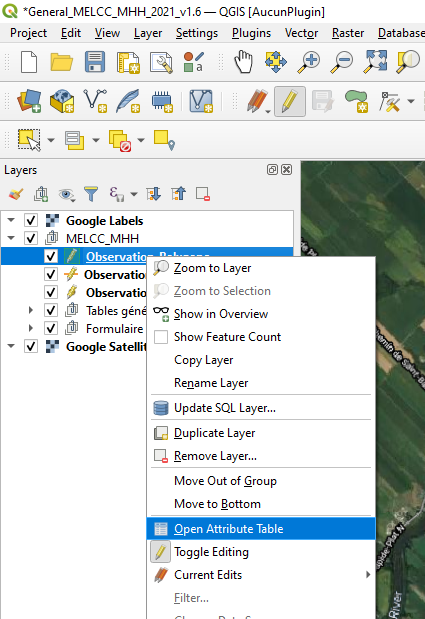 *General_MELCC_MHH_2021_v1.6 — QGIS [AucunPlugin]
Project Edit View Layer Settings Plugins Vector Raster Database
Layers
Google Labels
MELCC_MHH
Observation_Polygone
Observation
Observation
Tables géné
Formulaire
Google Satellit
Zoom to Layer
Zoom to Selection
Show in Overview
Show Feature Count
Copy Layer
Rename Layer
Update SQL Layer...
Duplicate Layer
Remove Layer...
Move Out of Group
Move to Bottom
Open Attribute Table
Toggle Editing
Current Edits
Filter...
River